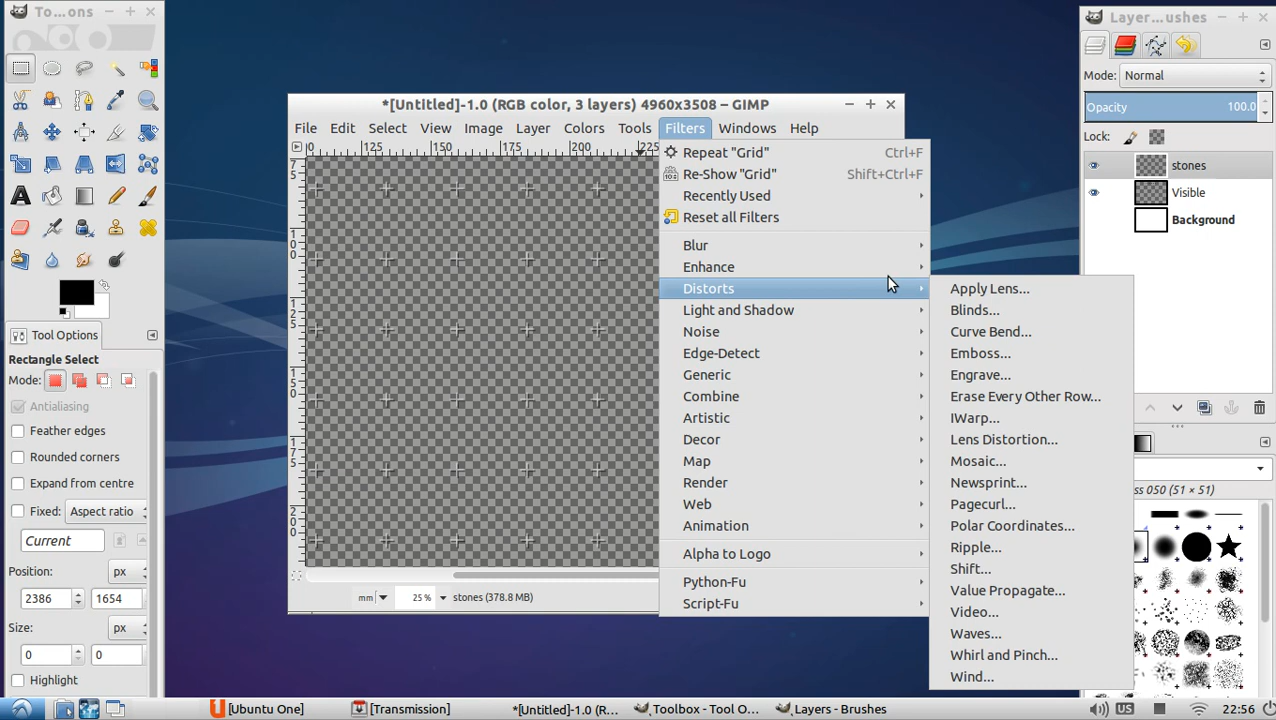 To...ons
Layer...ushes
*[Untitled]-1.0 (RGB color, 3 layers) 4960x3508 – GIMP
File Edit Select View Image Layer Colors Tools Filters Windows Help
0 125 150 175 200 225
75
100
125
150
175
200
Repeat "Grid" Ctrl+F
Re-Show "Grid" Shift+Ctrl+F
Recently Used
Reset all Filters
Blur
Enhance
Distorts
Light and Shadow
Noise
Edge-Detect
Generic
Combine
Artistic
Decor
Map
Render
Web
Animation
Alpha to Logo
Python-Fu
Script-Fu
Apply Lens...
Blinds...
Curve Bend...
Emboss...
Engrave...
Erase Every Other Row...
IWarp...
Lens Distortion...
Mosaic...
Newsprint...
Pagecurl...
Polar Coordinates...
Ripple...
Shift...
Value Propagate...
Video...
Waves...
Whirl and Pinch...
Wind...
mm 25 % stones (378.8 MB)
Tool Options
Rectangle Select
Mode:
Antialiasing
Feather edges
Rounded corners
Expand from centre
Fixed: Aspect ratio
Current
Position: px
2386 1654
Size: px
0 0
Highlight
Mode: Normal
Opacity 100.0
Lock:
stones
Visible
Background
ss 050 (51 × 51)
[Ubuntu One] [Transmission] *[Untitled]-1.0 (R... Toolbox - Tool O... Layers - Brushes US 22:56